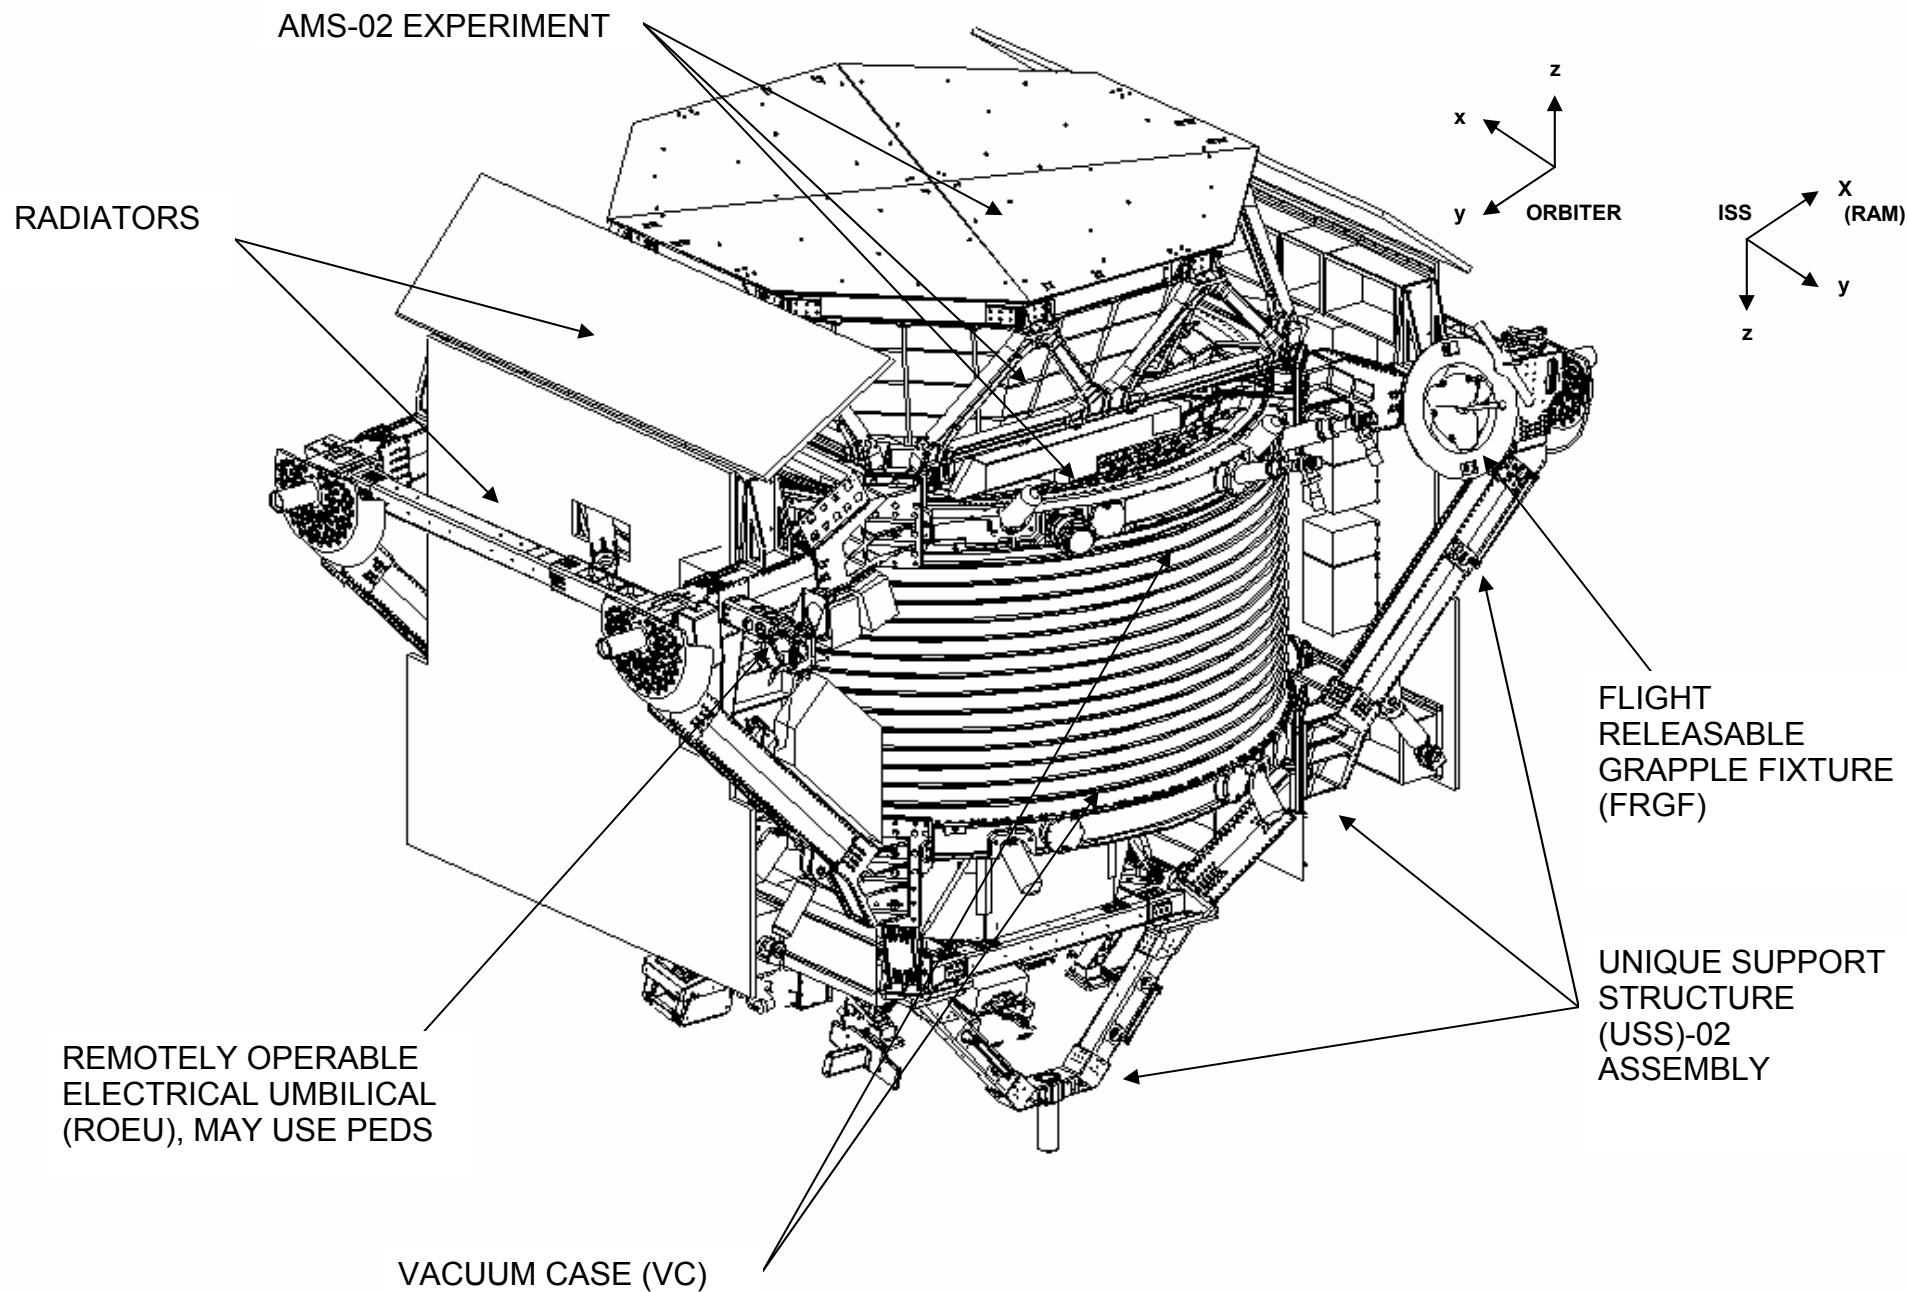 AMS-02 EXPERIMENT
z
x
y
ORBITER
ISS
X
(RAM)
y
z
RADIATORS
FLIGHT
RELEASABLE
GRAPPLE FIXTURE
(FRGF)
UNIQUE SUPPORT
STRUCTURE
(USS)-02
ASSEMBLY
REMOTELY OPERABLE
ELECTRICAL UMBILICAL
(ROEU), MAY USE PEDS
VACUUM CASE (VC)